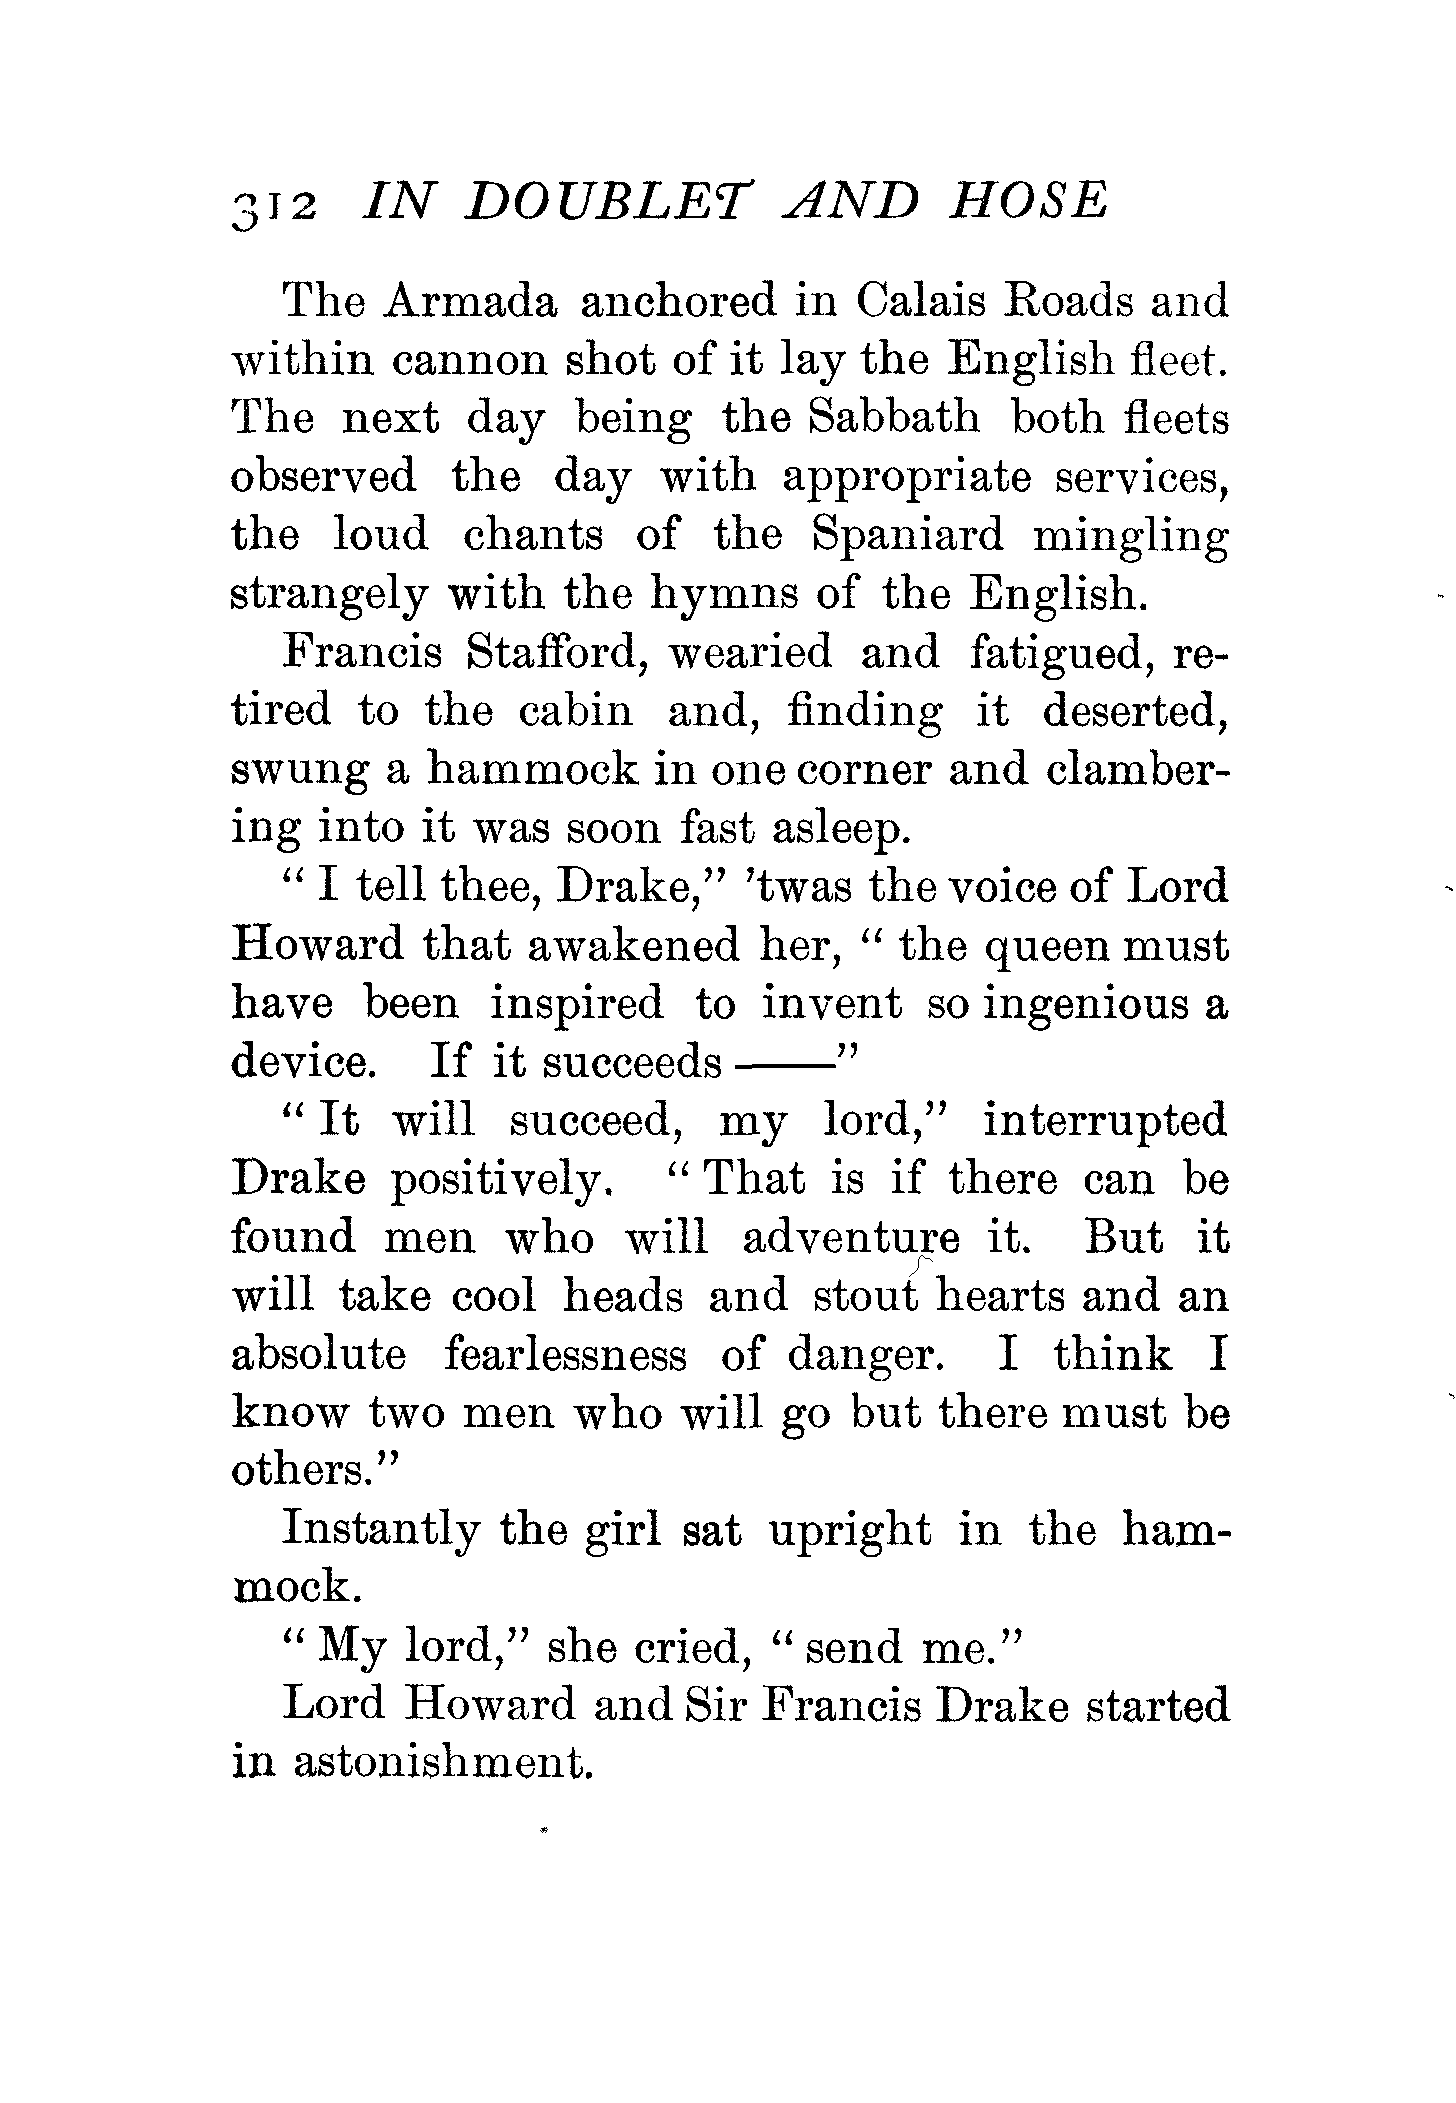 312 IN DOUBLET AND HOSE
The Armada anchored in Calais Roads and
within cannon shot of it lay the English fleet.
The next day being the Sabbath both fleets
observed the day with appropriate services,
the loud chants of the Spaniard mingling
strangely with the hymns of the English.
Francis Stafford, wearied and fatigued, re-
tired to the cabin and, finding it deserted,
swung a hammock in one corner and clamber-
ing into it was soon fast asleep.
“ I tell thee, Drake,” ’twas the voice of Lord
Howard that awakened her, “ the queen must
have been inspired to invent so ingenious a
device. If it succeeds ——”
“ It will succeed, my lord,” interrupted
Drake positively. “ That is if there can be
found men who will adventure it. But it
will take cool heads and stout hearts and an
absolute fearlessness of danger. I think I
know two men who will go but there must be
others.”
Instantly the girl sat upright in the ham-
mock.
“ My lord,” she cried, “ send me.”
Lord Howard and Sir Francis Drake started
in astonishment.